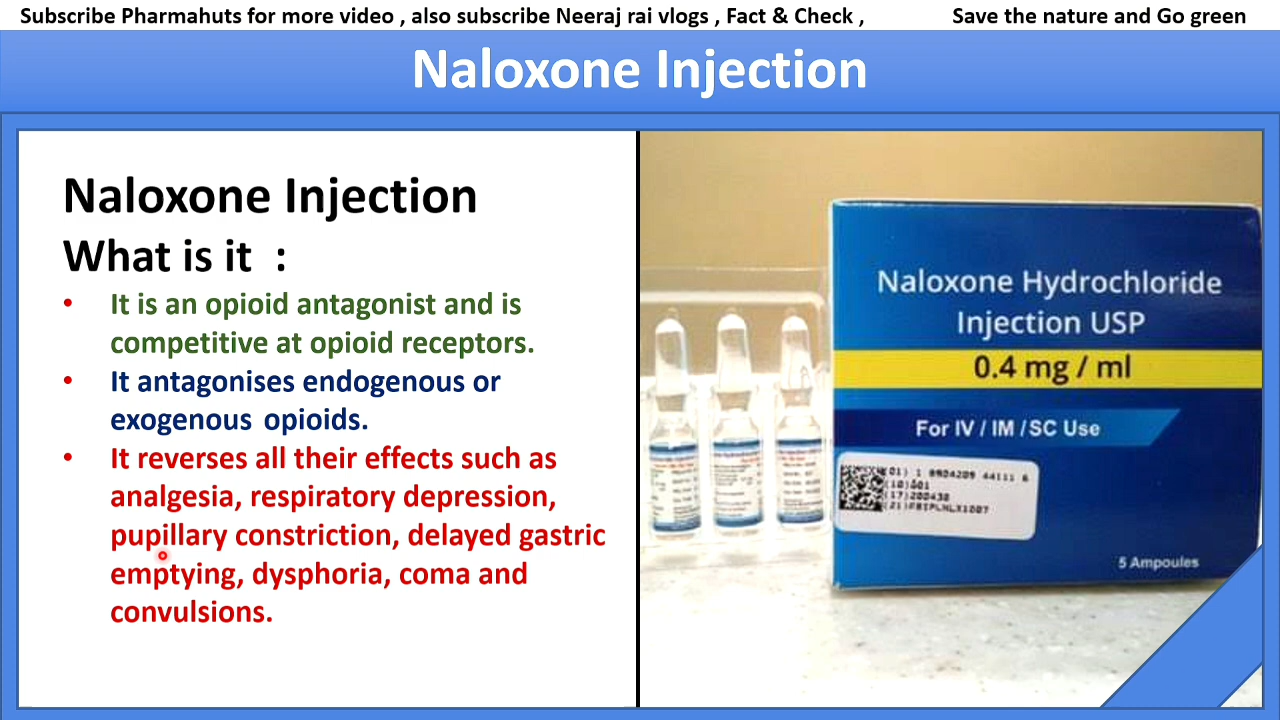 Subscribe Pharmahuts for more video , also subscribe Neeraj rai vlogs , Fact & Check , Save the nature and Go green
Naloxone Injection
Naloxone Injection
What is it :
• It is an opioid antagonist and is
competitive at opioid receptors.
• It antagonises endogenous or
exogenous opioids.
• It reverses all their effects such as
analgesia, respiratory depression,
pupillary constriction, delayed gastric
emptying, dysphoria, coma and
convulsions.
Naloxone Hydrochloride
Injection USP
0.4 mg / ml
For IV / IM / SC Use
(17)200430
5 Ampoules